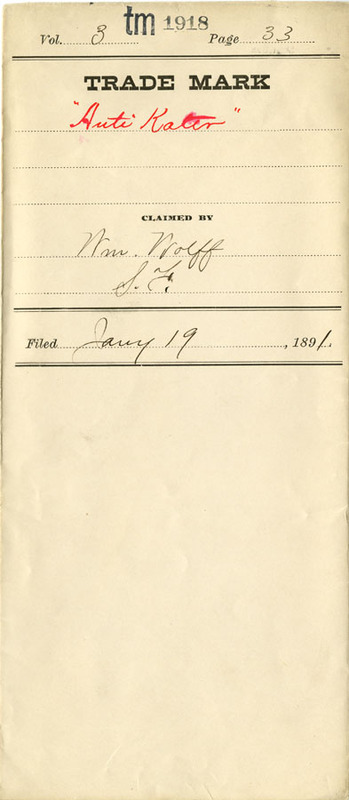 tm 1918
Vol. 3 Page 33
TRADE MARK
"Anti Kater"
CLAIMED BY
Wm. Wolff
S.F.
Filed Jany 19, 1891.